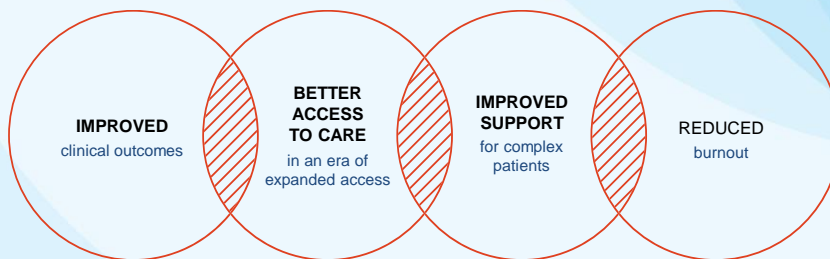 IMPROVED
clinical outcomes
BETTER
ACCESS
TO CARE
in an era of
expanded access
IMPROVED
SUPPORT
for complex
patients
REDUCED
burnout